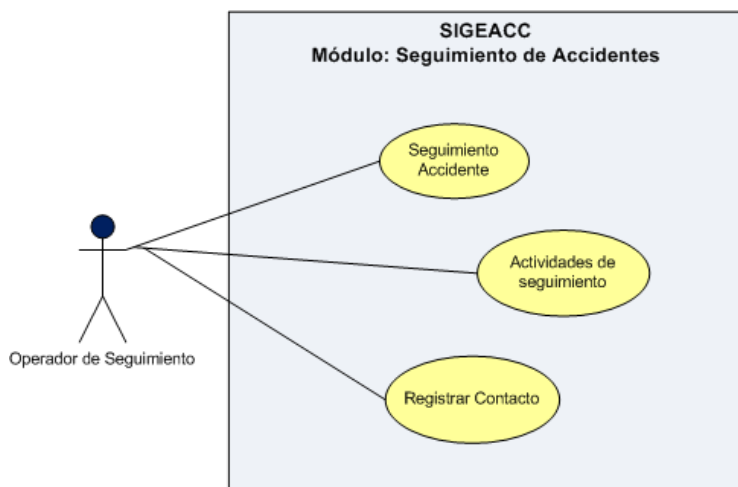 SIGEACC
Módulo: Seguimiento de Accidentes
Seguimiento
Accidente
Actividades de
seguimiento
Operador de Seguimiento
Registrar Contacto